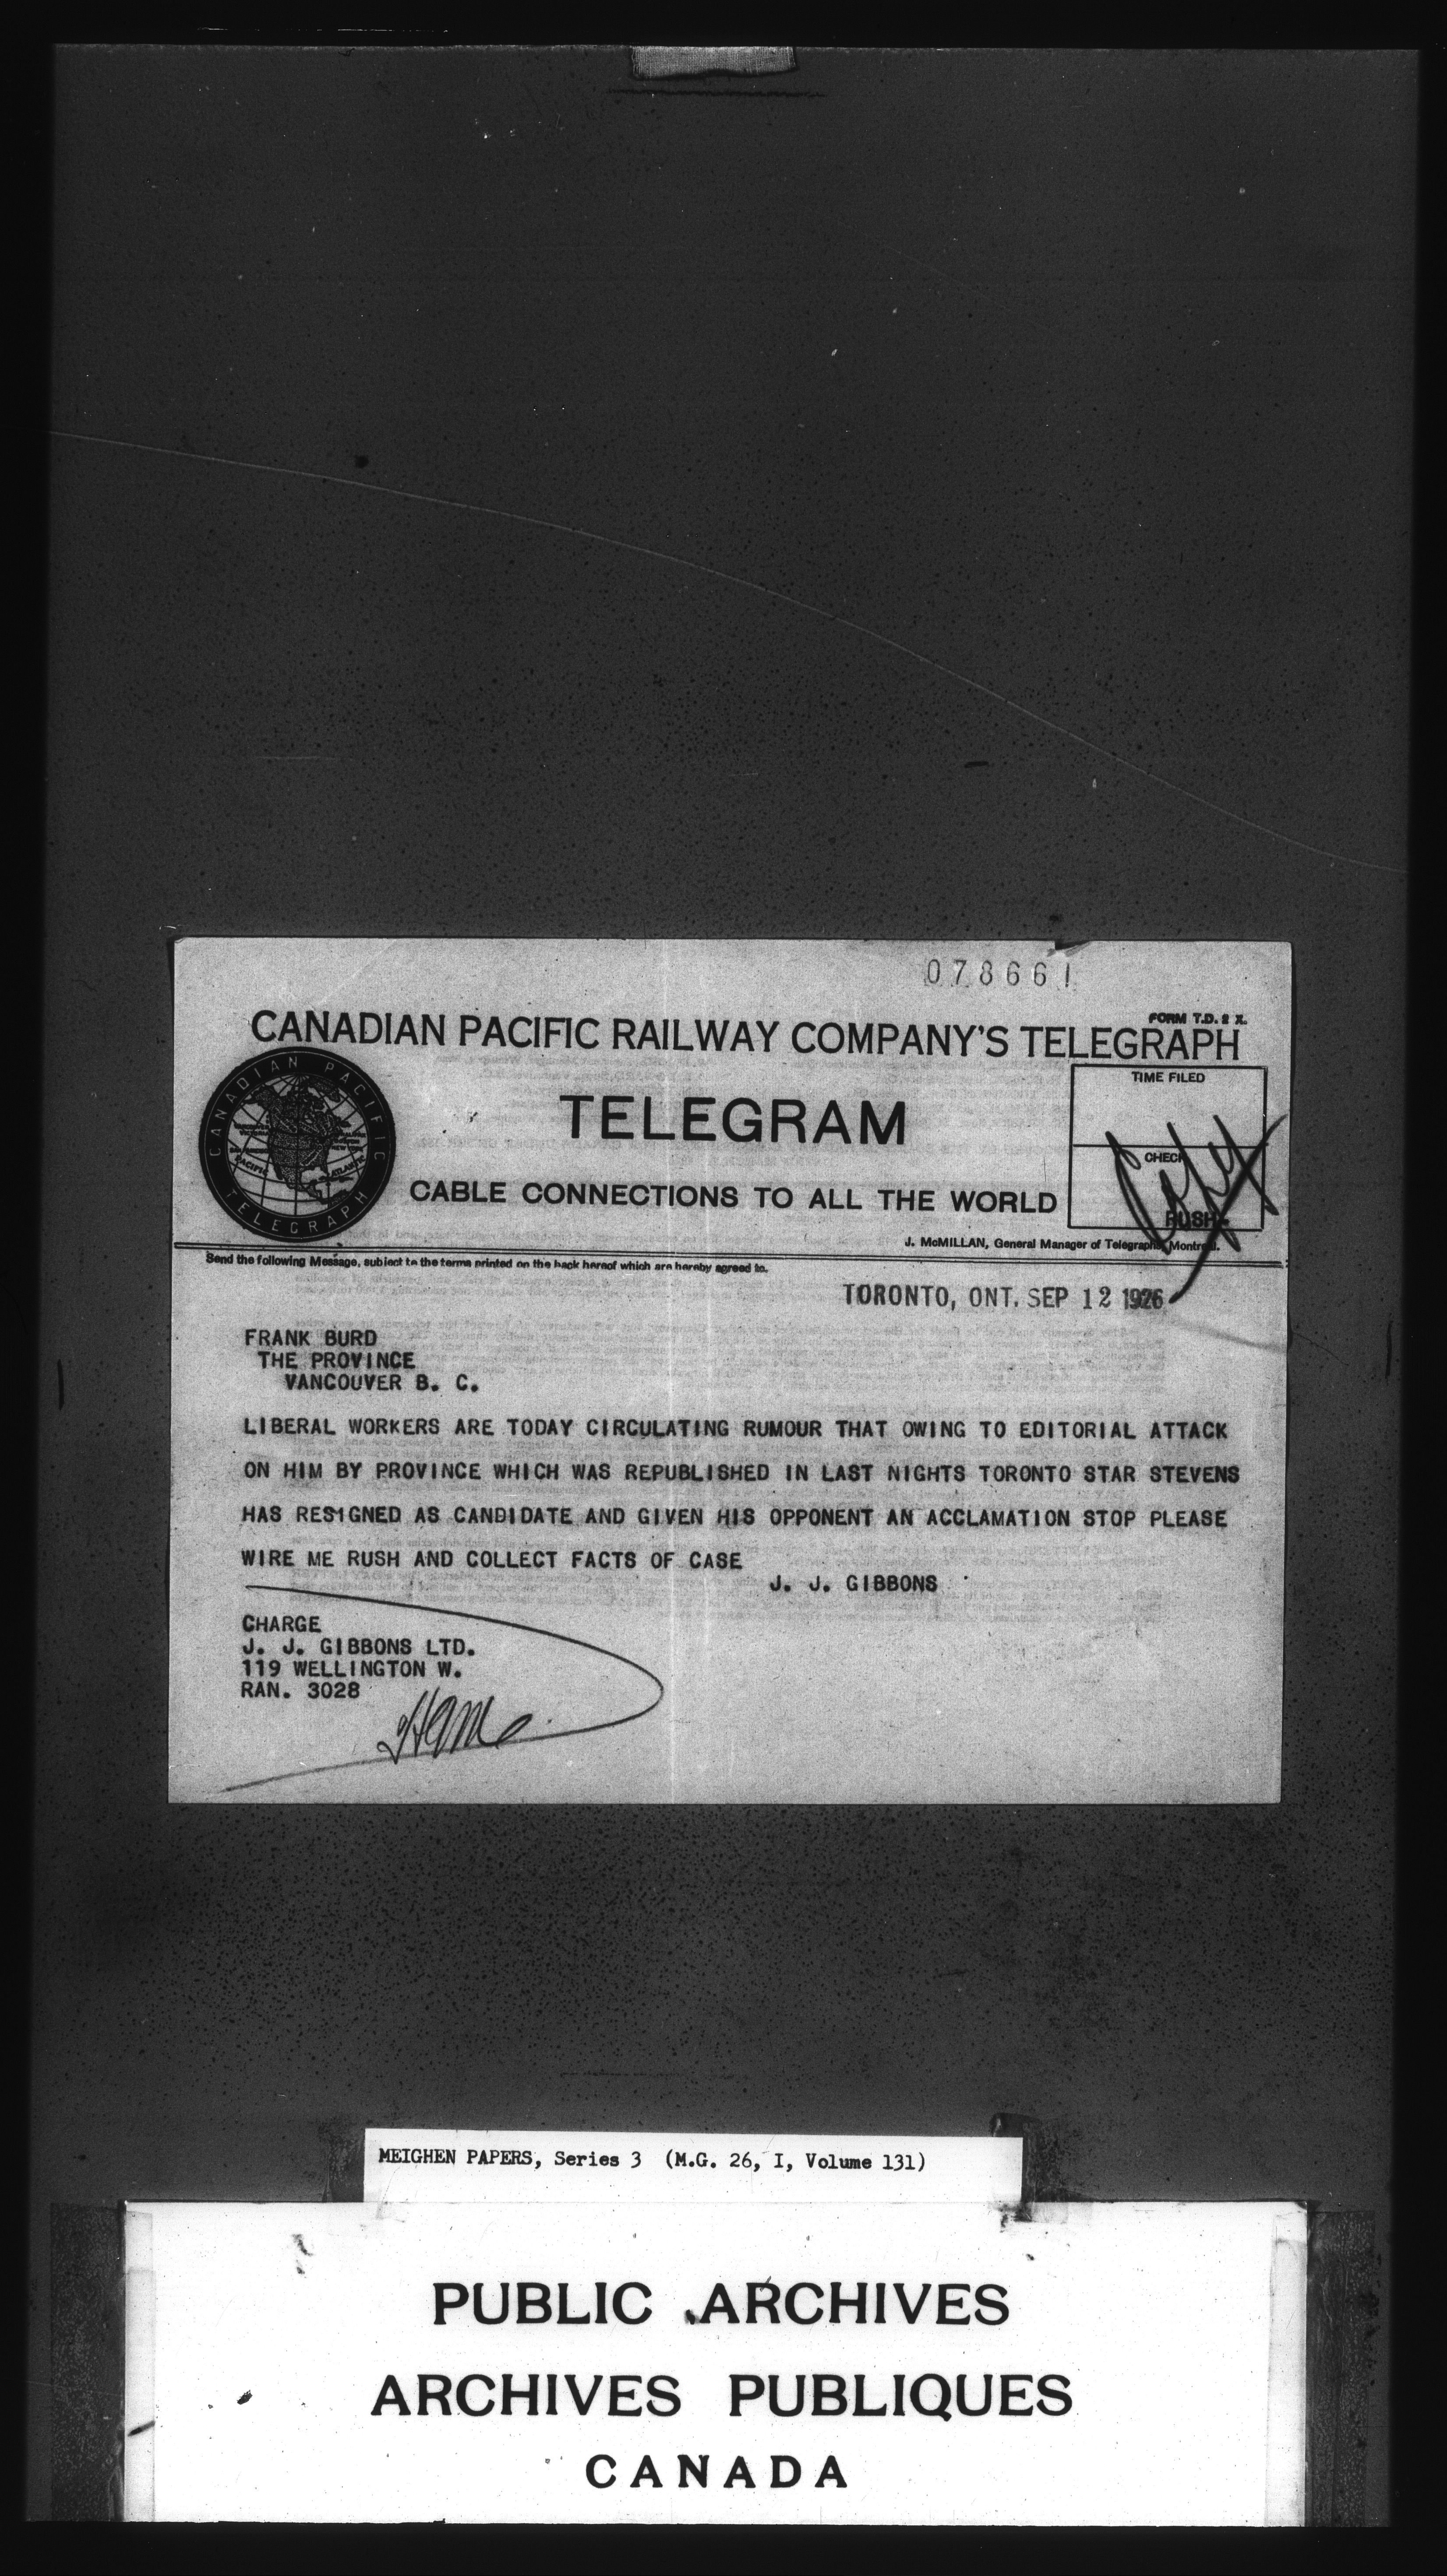 078661
FORM T.D. 2 X.
CANADIAN PACIFIC RAILWAY COMPANY'S TELEGRAPH
CANADIAN PACIFIC
TELEGRAPH
PACIFIC
ATLANTIC
TELEGRAM
CABLE CONNECTIONS TO ALL THE WORLD
TIME FILED
CHECK
Copy
RUSH
J. McMILLAN, General Manager of Telegraphs, Montreal.
Send the following Message, subject to the terms printed on the back hereof which are hereby agreed to.
TORONTO, ONT. SEP 12 1926
FRANK BURD
THE PROVINCE
VANCOUVER B. C.
LIBERAL WORKERS ARE TODAY CIRCULATING RUMOUR THAT OWING TO EDITORIAL ATTACK
ON HIM BY PROVINCE WHICH WAS REPUBLISHED IN LAST NIGHTS TORONTO STAR STEVENS
HAS RESIGNED AS CANDIDATE AND GIVEN HIS OPPONENT AN ACCLAMATION STOP PLEASE
WIRE ME RUSH AND COLLECT FACTS OF CASE
J. J. GIBBONS
CHARGE
J. J. GIBBONS LTD.
119 WELLINGTON W.
RAN. 3028
MEIGHEN PAPERS, Series 3 (M.G. 26, I, Volume 131)
PUBLIC ARCHIVES
ARCHIVES PUBLIQUES
CANADA